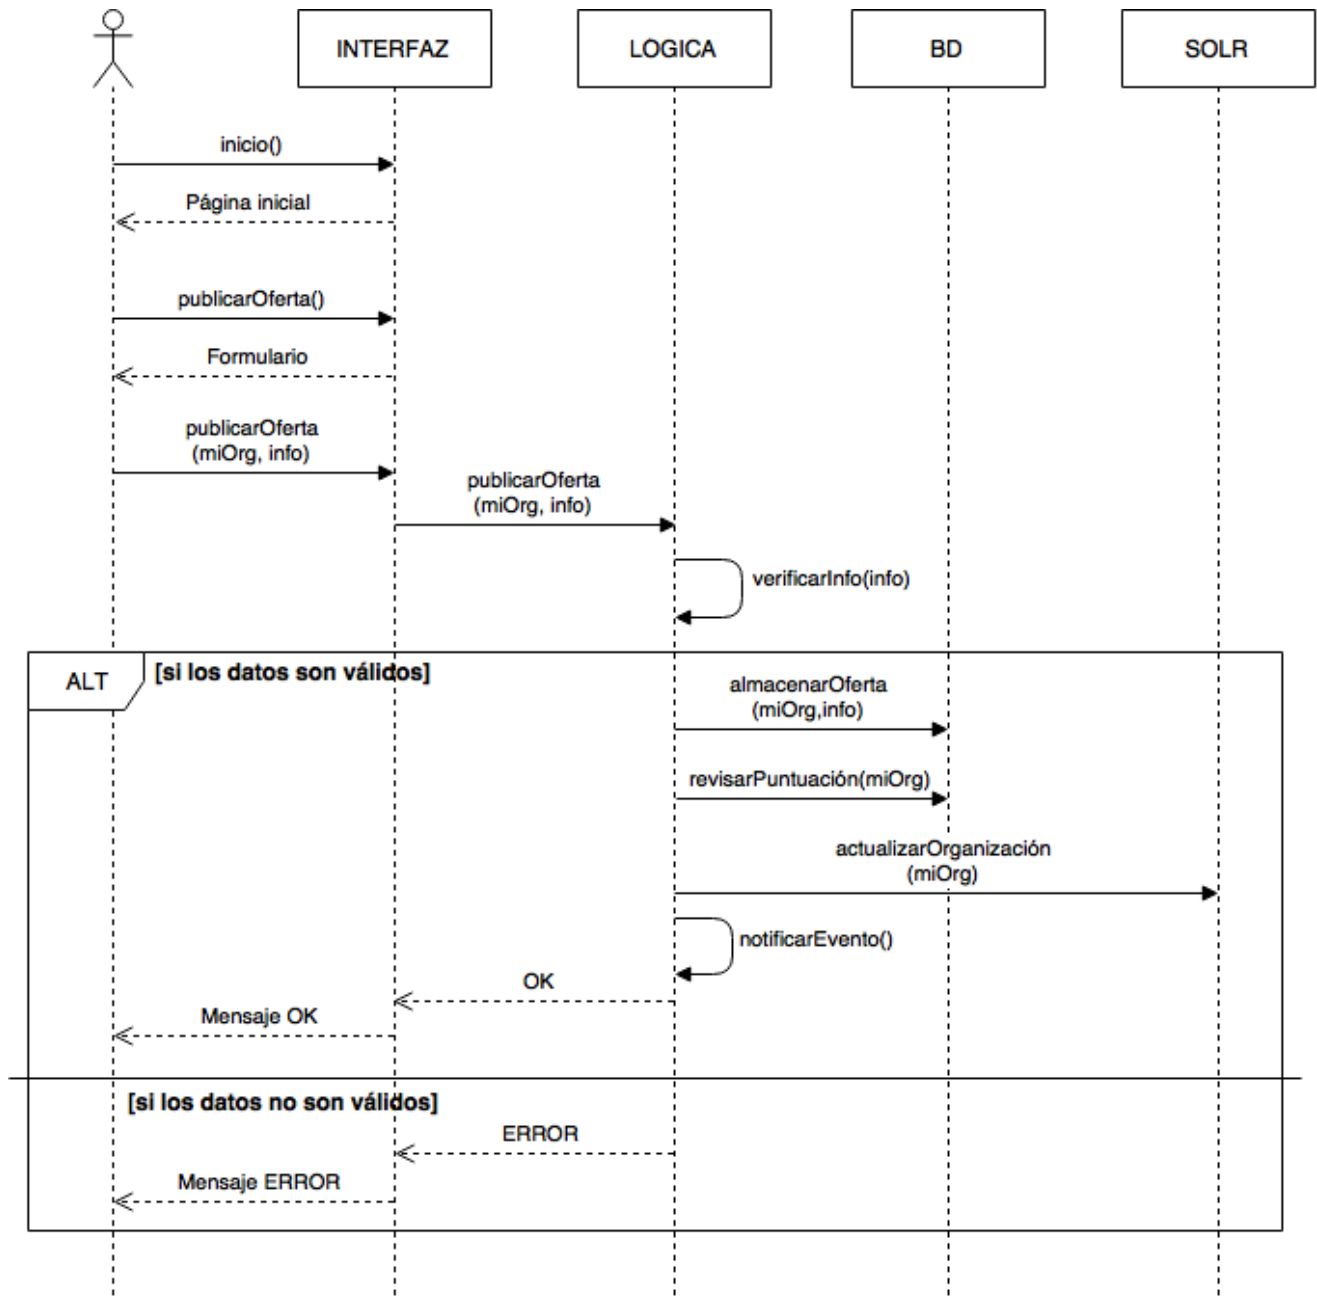 INTERFAZ
LOGICA
BD
SOLR
inicio()
Página inicial
publicarOferta()
Formulario
publicarOferta
(miOrg, info)
publicarOferta
(miOrg, info)
verificarInfo(info)
ALT
[si los datos son válidos]
almacenarOferta
(miOrg,info)
revisarPuntuación(miOrg)
actualizarOrganización
(miOrg)
notificarEvento()
OK
Mensaje OK
[si los datos no son válidos]
ERROR
Mensaje ERROR